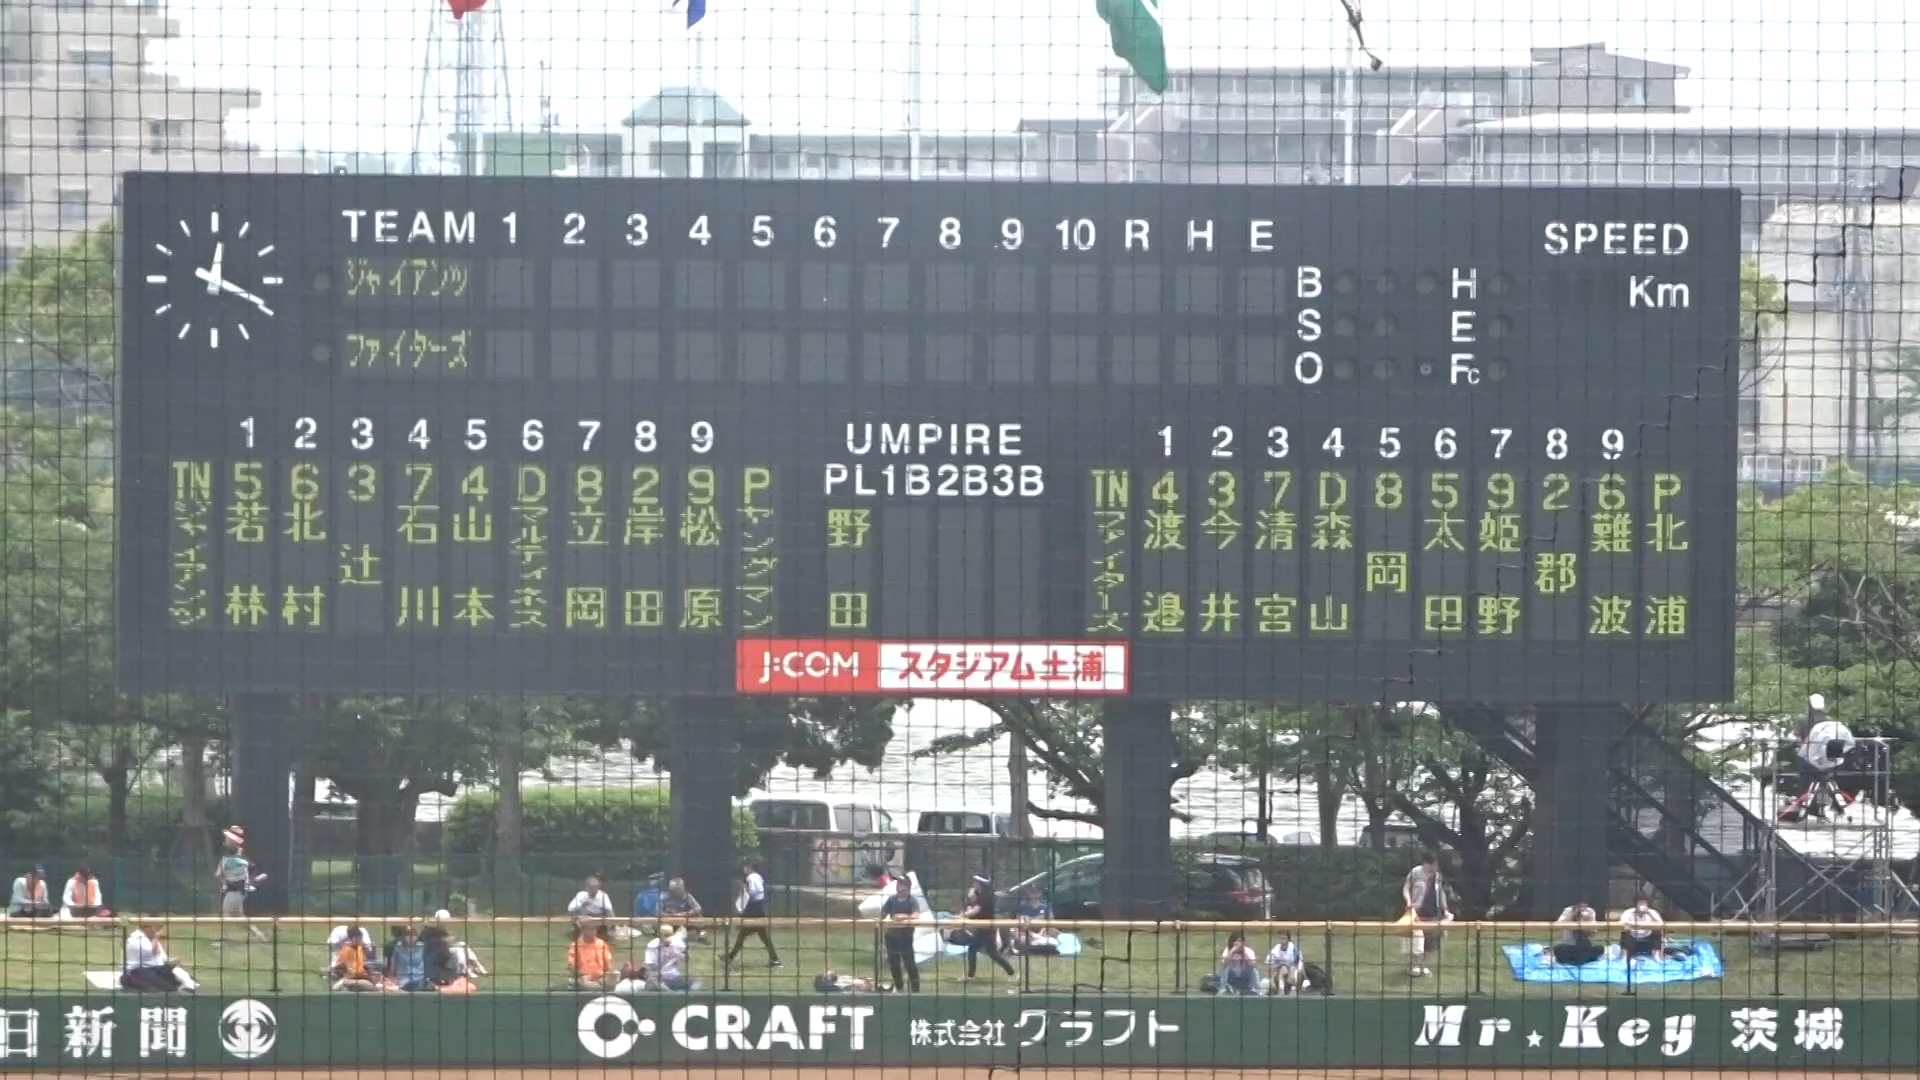 TEAM 1 2 3 4 5 6 7 8 9 10 R H E
SPEED
Km
ジャイアンツ
ファイターズ
B H
S E
O Fc
1 2 3 4 5 6 7 8 9
UMPIRE
PL 1B 2B 3B
1 2 3 4 5 6 7 8 9
TN 5 6 3 7 4 D 8 2 9 P
ジャイアンツ 若林 北村 辻 石川 山本 マルティネス 立岡 岸田 松原 ヤングマン
野田
TN 4 3 7 D 8 5 9 2 6 P
ファイターズ 渡邉 今井 清宮 森山 岡 太田 姫野 郡 難波 北浦
J:COM スタジアム土浦
日新聞
CRAFT 株式会社クラフト
Mr.Key 茨城